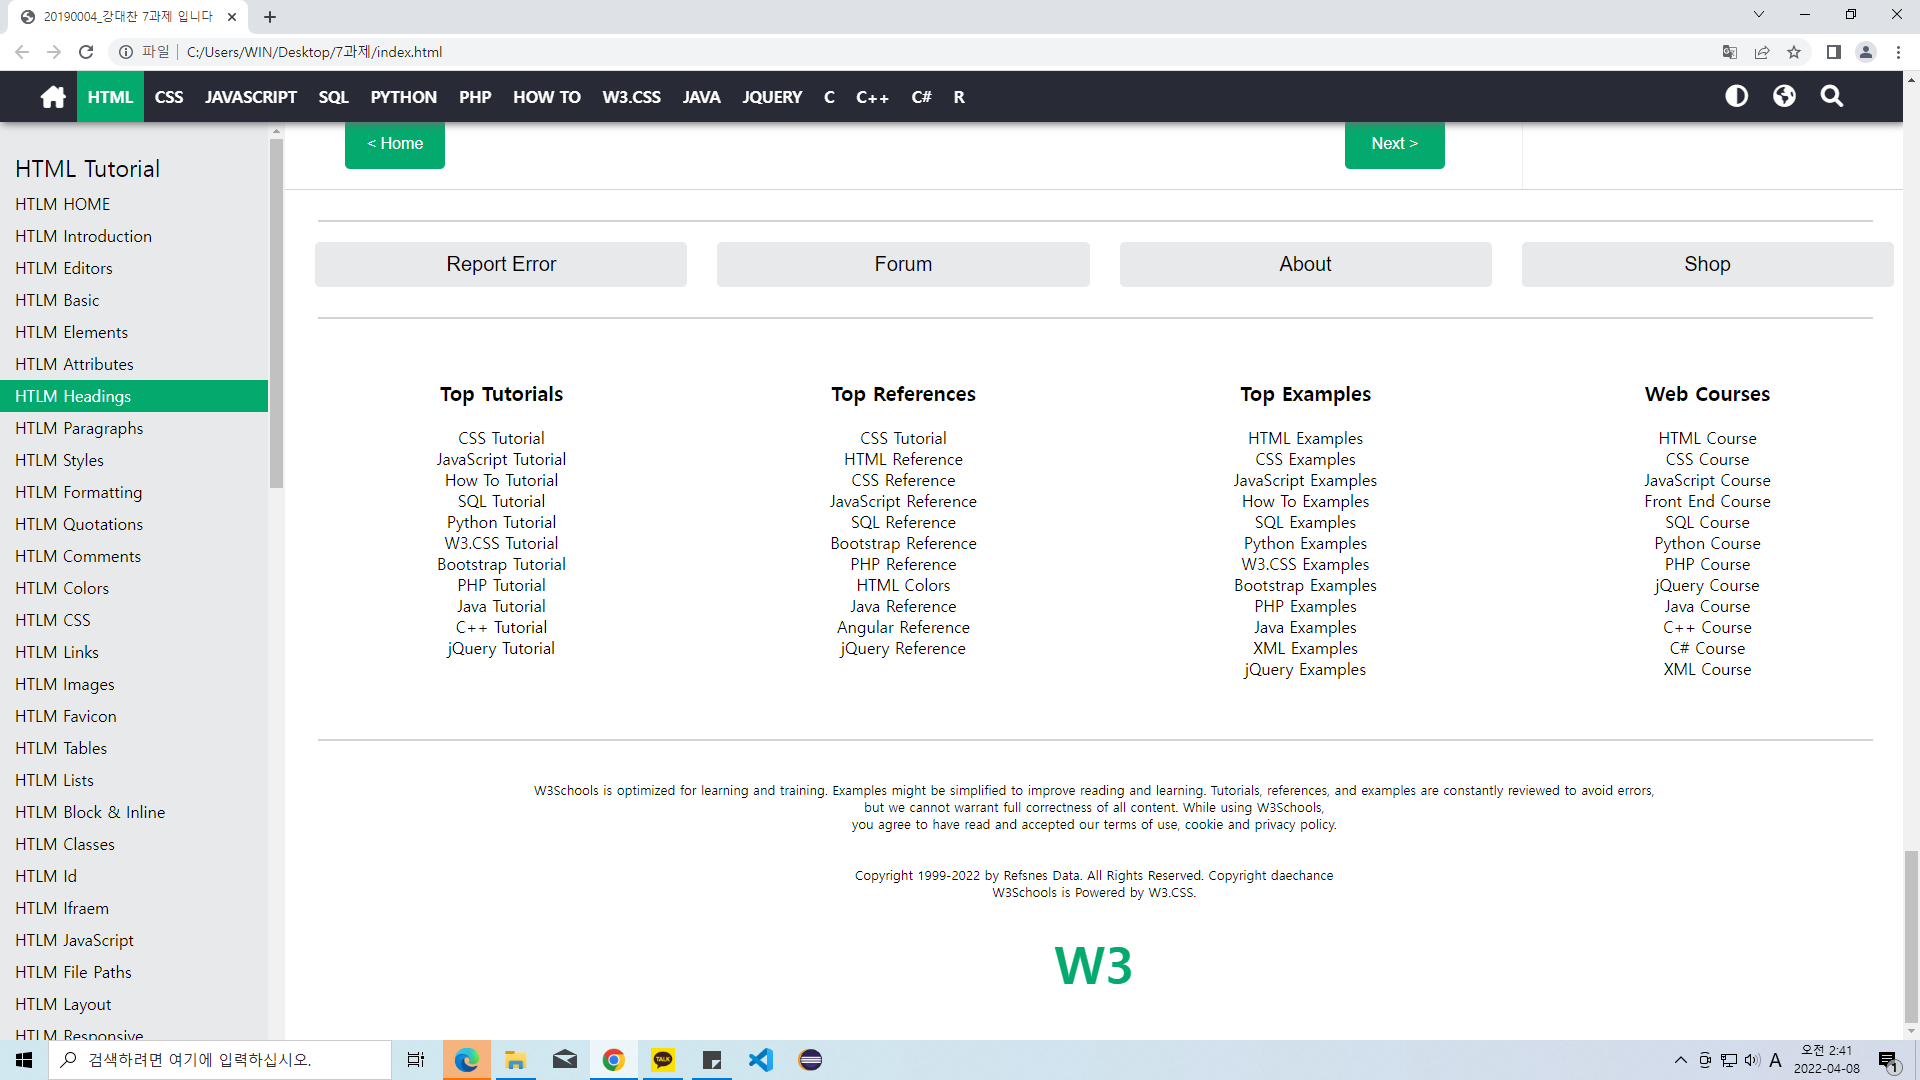 20190004_강대찬 7과제 입니다
파일 C:/Users/WIN/Desktop/7과제/index.html
HTML CSS JAVASCRIPT SQL PYTHON PHP HOW TO W3.CSS JAVA JQUERY C C++ C# R
< Home
Next >
HTML Tutorial
HTLM HOME
HTLM Introduction
HTLM Editors
HTLM Basic
HTLM Elements
HTLM Attributes
HTLM Headings
HTLM Paragraphs
HTLM Styles
HTLM Formatting
HTLM Quotations
HTLM Comments
HTLM Colors
HTLM CSS
HTLM Links
HTLM Images
HTLM Favicon
HTLM Tables
HTLM Lists
HTLM Block & Inline
HTLM Classes
HTLM Id
HTLM Ifraem
HTLM JavaScript
HTLM File Paths
HTLM Layout
HTLM Responsive
Report Error
Forum
About
Shop
Top Tutorials
CSS Tutorial
JavaScript Tutorial
How To Tutorial
SQL Tutorial
Python Tutorial
W3.CSS Tutorial
Bootstrap Tutorial
PHP Tutorial
Java Tutorial
C++ Tutorial
jQuery Tutorial
Top References
CSS Tutorial
HTML Reference
CSS Reference
JavaScript Reference
SQL Reference
Bootstrap Reference
PHP Reference
HTML Colors
Java Reference
Angular Reference
jQuery Reference
Top Examples
HTML Examples
CSS Examples
JavaScript Examples
How To Examples
SQL Examples
Python Examples
W3.CSS Examples
Bootstrap Examples
PHP Examples
Java Examples
XML Examples
jQuery Examples
Web Courses
HTML Course
CSS Course
JavaScript Course
Front End Course
SQL Course
Python Course
PHP Course
jQuery Course
Java Course
C++ Course
C# Course
XML Course
W3Schools is optimized for learning and training. Examples might be simplified to improve reading and learning. Tutorials, references, and examples are constantly reviewed to avoid errors,
but we cannot warrant full correctness of all content. While using W3Schools,
you agree to have read and accepted our terms of use, cookie and privacy policy.
Copyright 1999-2022 by Refsnes Data. All Rights Reserved. Copyright daechance
W3Schools is Powered by W3.CSS.
W3
검색하려면 여기에 입력하십시오.
TALK
A
오전 2:41
2022-04-08
1